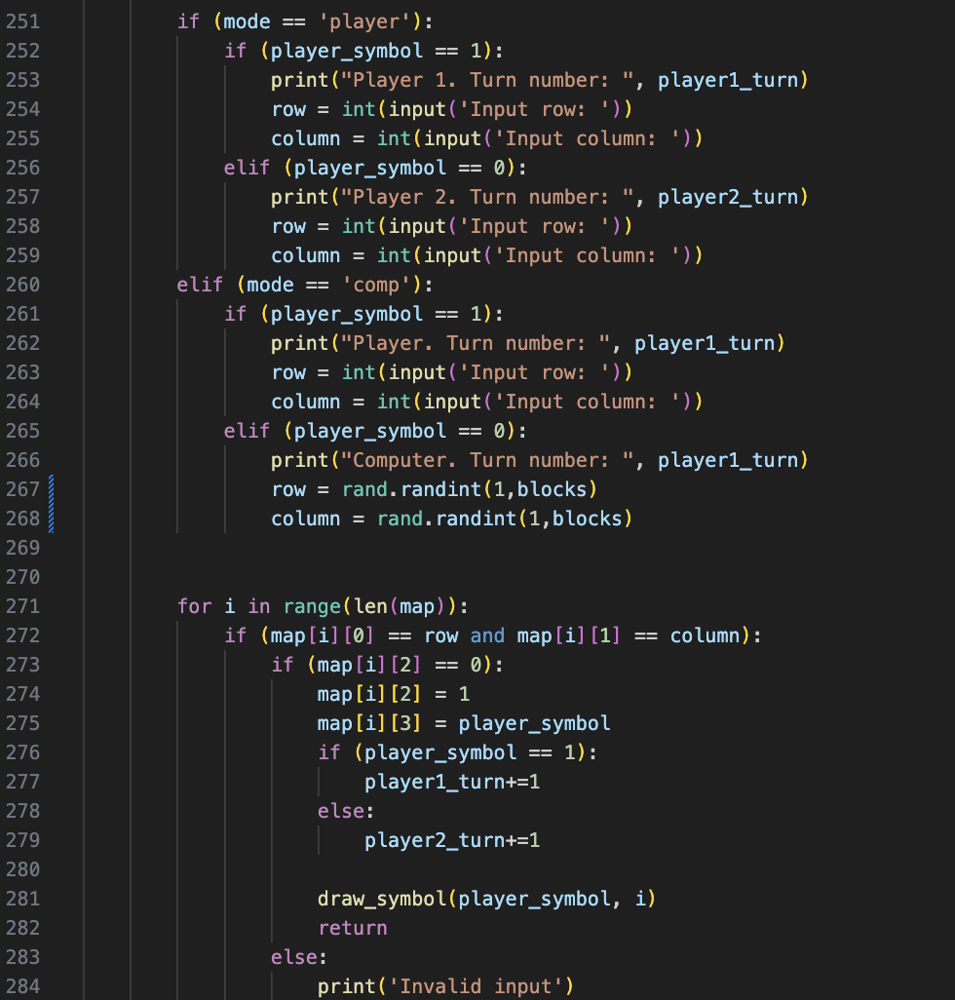 251 if (mode == 'player'):
252 if (player_symbol == 1):
253 print("Player 1. Turn number: ", player1_turn)
254 row = int(input('Input row: '))
255 column = int(input('Input column: '))
256 elif (player_symbol == 0):
257 print("Player 2. Turn number: ", player2_turn)
258 row = int(input('Input row: '))
259 column = int(input('Input column: '))
260 elif (mode == 'comp'):
261 if (player_symbol == 1):
262 print("Player. Turn number: ", player1_turn)
263 row = int(input('Input row: '))
264 column = int(input('Input column: '))
265 elif (player_symbol == 0):
266 print("Computer. Turn number: ", player1_turn)
267 row = rand.randint(1,blocks)
268 column = rand.randint(1,blocks)
269
270
271 for i in range(len(map)):
272 if (map[i][0] == row and map[i][1] == column):
273 if (map[i][2] == 0):
274 map[i][2] = 1
275 map[i][3] = player_symbol
276 if (player_symbol == 1):
277 player1_turn+=1
278 else:
279 player2_turn+=1
280
281 draw_symbol(player_symbol, i)
282 return
283 else:
284 print('Invalid input')